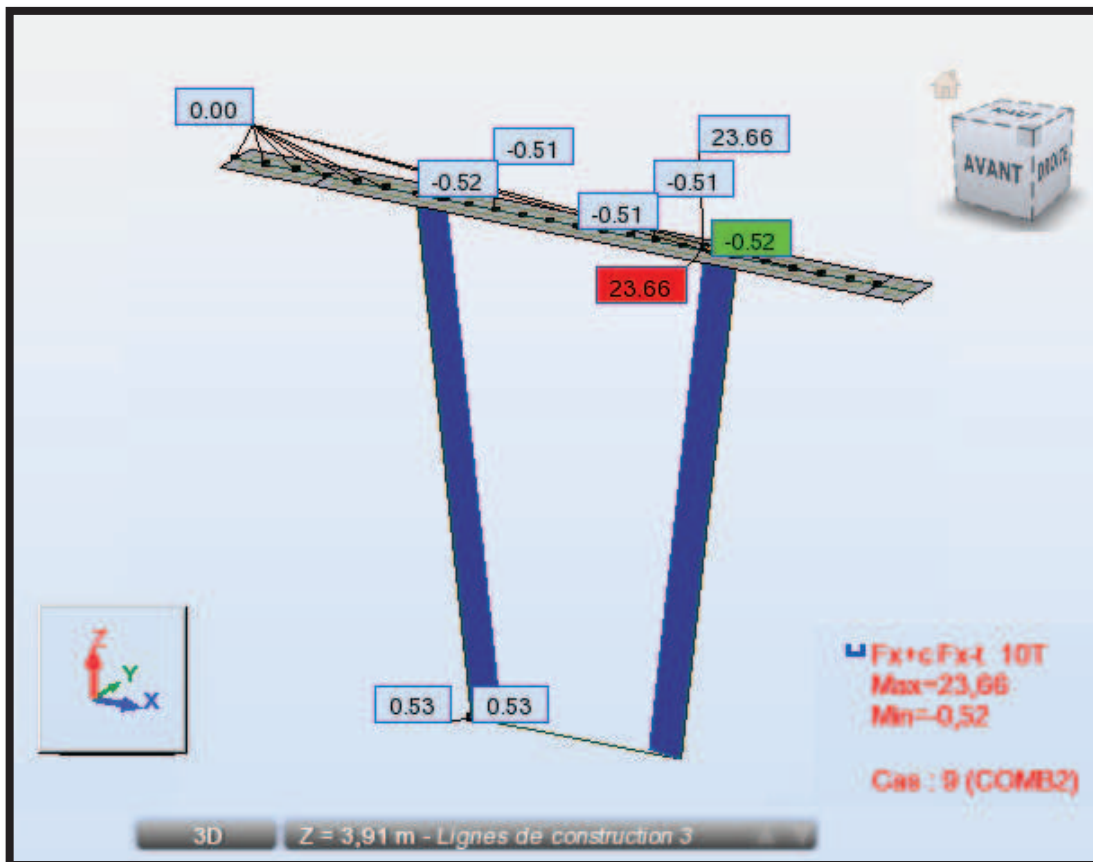 0.00
-0.51
23.66
-0.52
-0.51
-0.51
-0.52
23.66
HAUT
AVANT
DROITE
Z
Y
X
0.53
0.53
Fx+c Fx-t 10T
Max=23,66
Min=-0,52
Cas : 9 (COMB2)
3D
Z = 3,91 m - Lignes de construction 3